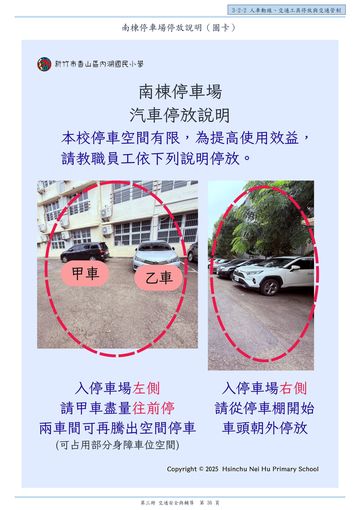 3-2-2 人車動線、交通工具停放與交通管制
南棟停車場停放說明（圖卡）
新竹市香山區內湖國民小學
南棟停車場
汽車停放說明
本校停車空間有限，為提高使用效益，
請教職員工依下列說明停放。
甲車
乙車
入停車場左側
請甲車盡量往前停
兩車間可再騰出空間停車
(可占用部分身障車位空間)
入停車場右側
請從停車棚開始
車頭朝外停放
Copyright © 2025 Hsinchu Nei Hu Primary School
第三冊 交通安全與輔導 第 36 頁